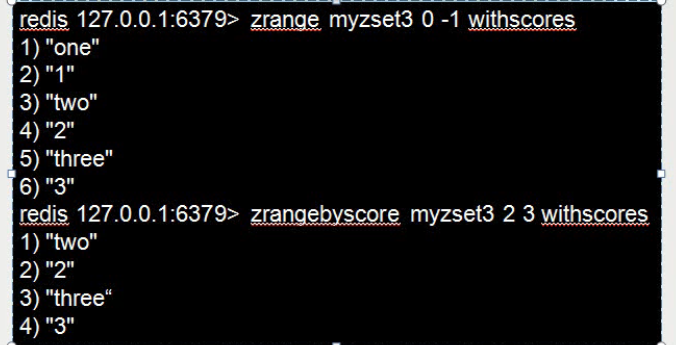 redis 127.0.0.1:6379> zrange myzset3 0 -1 withscores
1) "one"
2) "1"
3) "two"
4) "2"
5) "three"
6) "3"
redis 127.0.0.1:6379> zrangebyscore myzset3 2 3 withscores
1) "two"
2) "2"
3) "three“
4) "3"